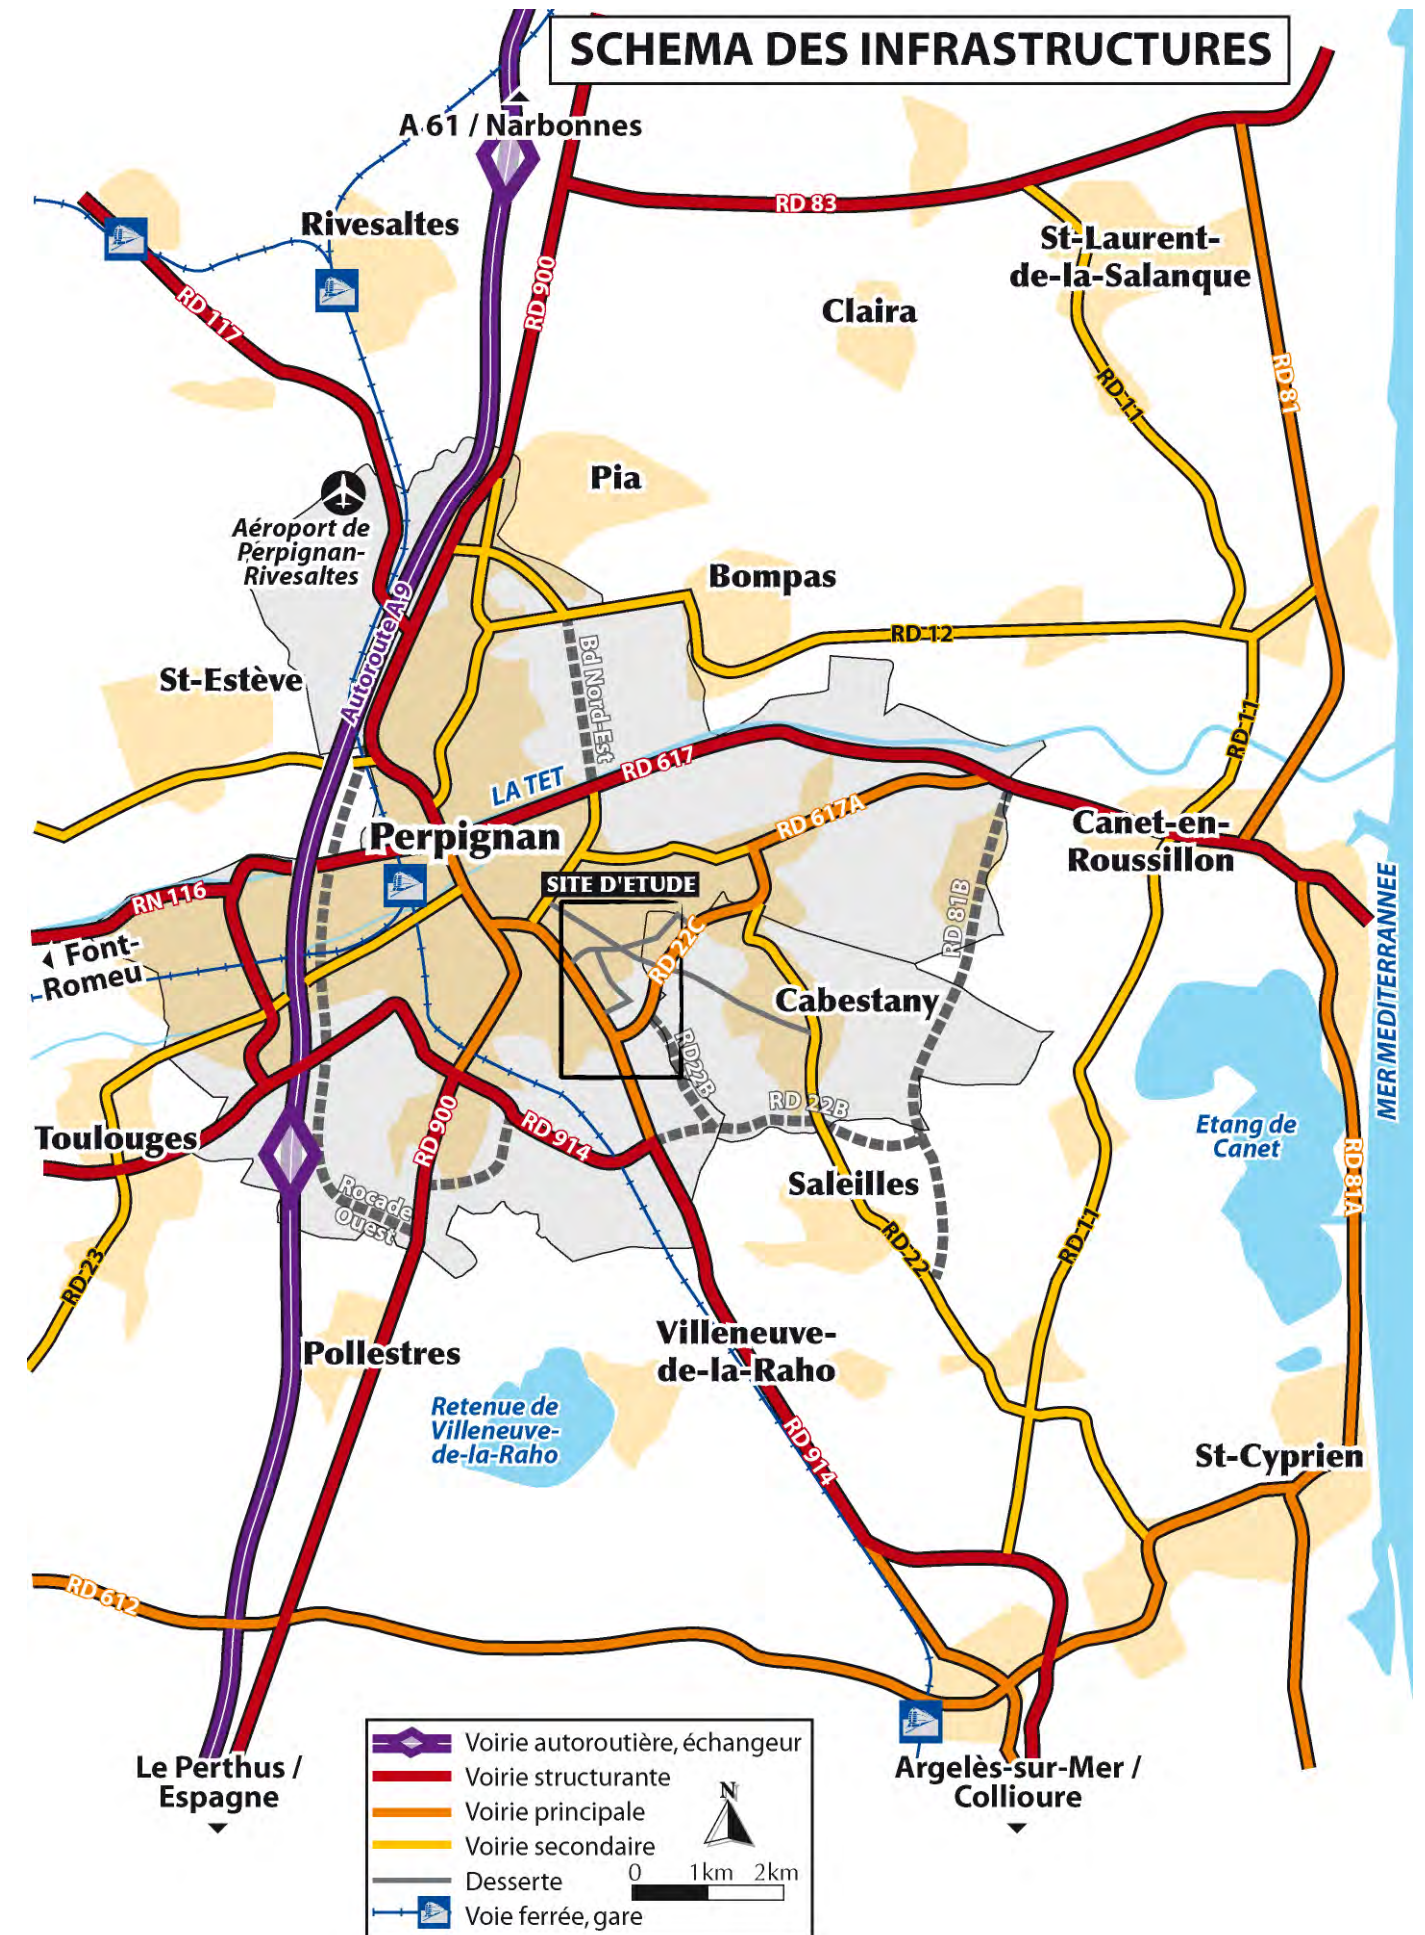 SCHEMA DES INFRASTRUCTURES
A 61 / Narbonnes
Rivesaltes
RD 83
St-Laurent-
de-la-Salanque
RD 117
RD 900
Claira
RD 81
RD 11
Pia
Aéroport de
Perpignan-
Rivesaltes
Bompas
Autoroute A 9
RD 12
Bd Nord-Est
St-Estève
RD 11
LA TET
RD 617
RD 617A
Perpignan
Canet-en-
Roussillon
SITE D'ETUDE
RN 116
RD 81B
MER MEDITERRANNEE
Font-
Romeu
RD 22C
Cabestany
RD22B
RD 22B
Etang de
Canet
Toulouges
RD 900
RD 914
RD 81A
Saleilles
Rocade
Ouest
RD 22
RD 11
RD 23
Villeneuve-
de-la-Raho
Pollestres
Retenue de
Villeneuve-
de-la-Raho
RD 914
St-Cyprien
RD 612
Le Perthus /
Espagne
Argelès-sur-Mer /
Collioure
Voirie autoroutière, échangeur
Voirie structurante
Voirie principale
Voirie secondaire
Desserte
Voie ferrée, gare
N
0 1km 2km